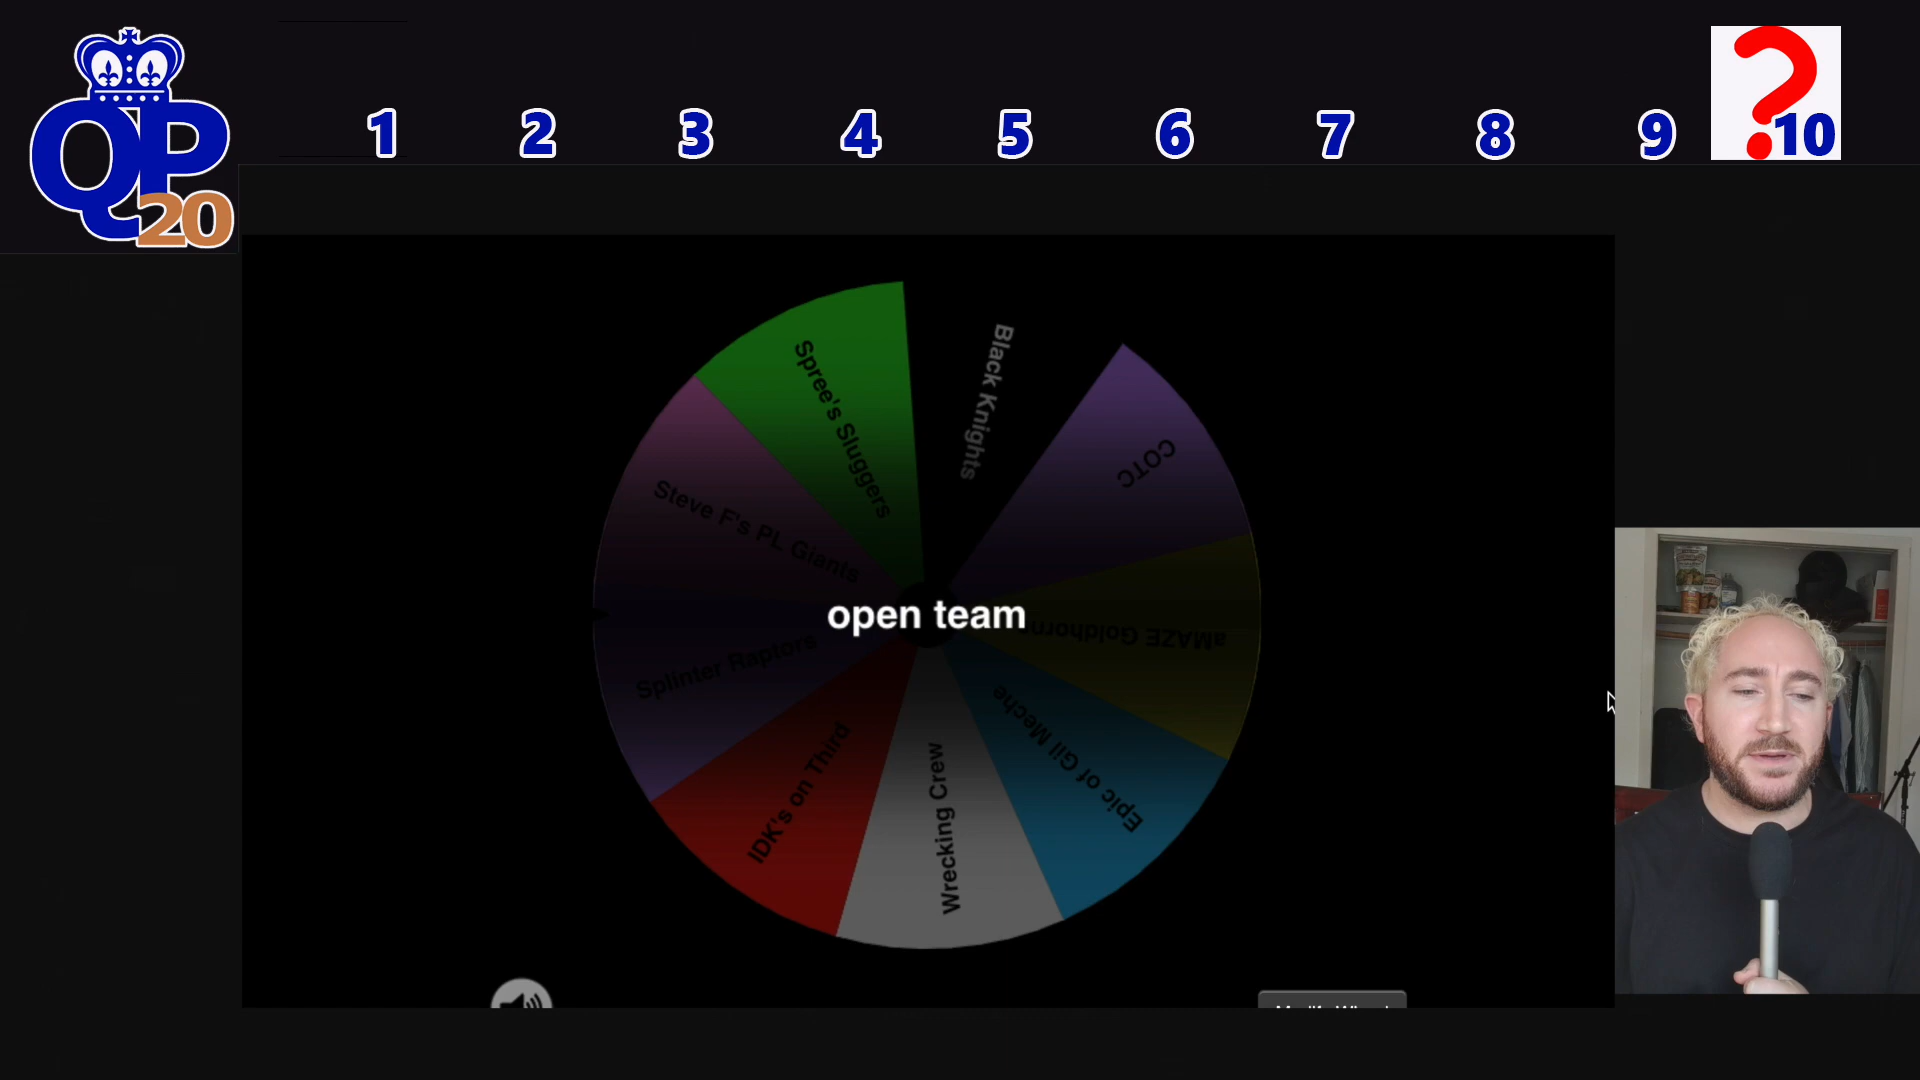 QP
20
1 2 3 4 5 6 7 8 9 10
?
Black Knights
COTC
aMAZE Goldhorn
Epic of Gil Meche
Wrecking Crew
IDK's on Third
Splinter Raptors
Steve F's PL Giants
Spree's Sluggers
open team